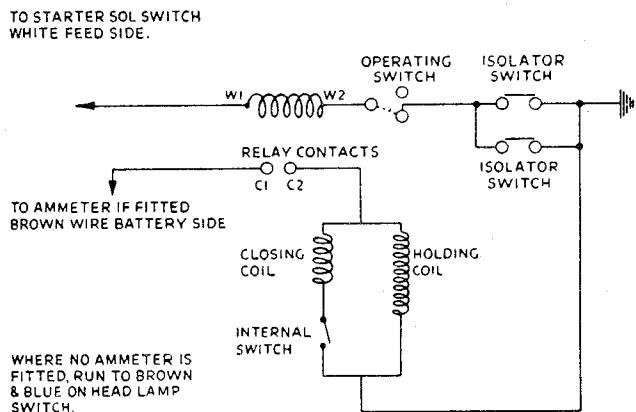 TO STARTER SOL SWITCH
WHITE FEED SIDE.
OPERATING
SWITCH
ISOLATOR
SWITCH
W1
W2
RELAY CONTACTS
C1 C2
ISOLATOR
SWITCH
TO AMMETER IF FITTED
BROWN WIRE BATTERY
SIDE
CLOSING
COIL
HOLDING
COIL
INTERNAL
SWITCH
WHERE NO AMMETER IS
FITTED, RUN TO BROWN
& BLUE ON HEAD LAMP
SWITCH.